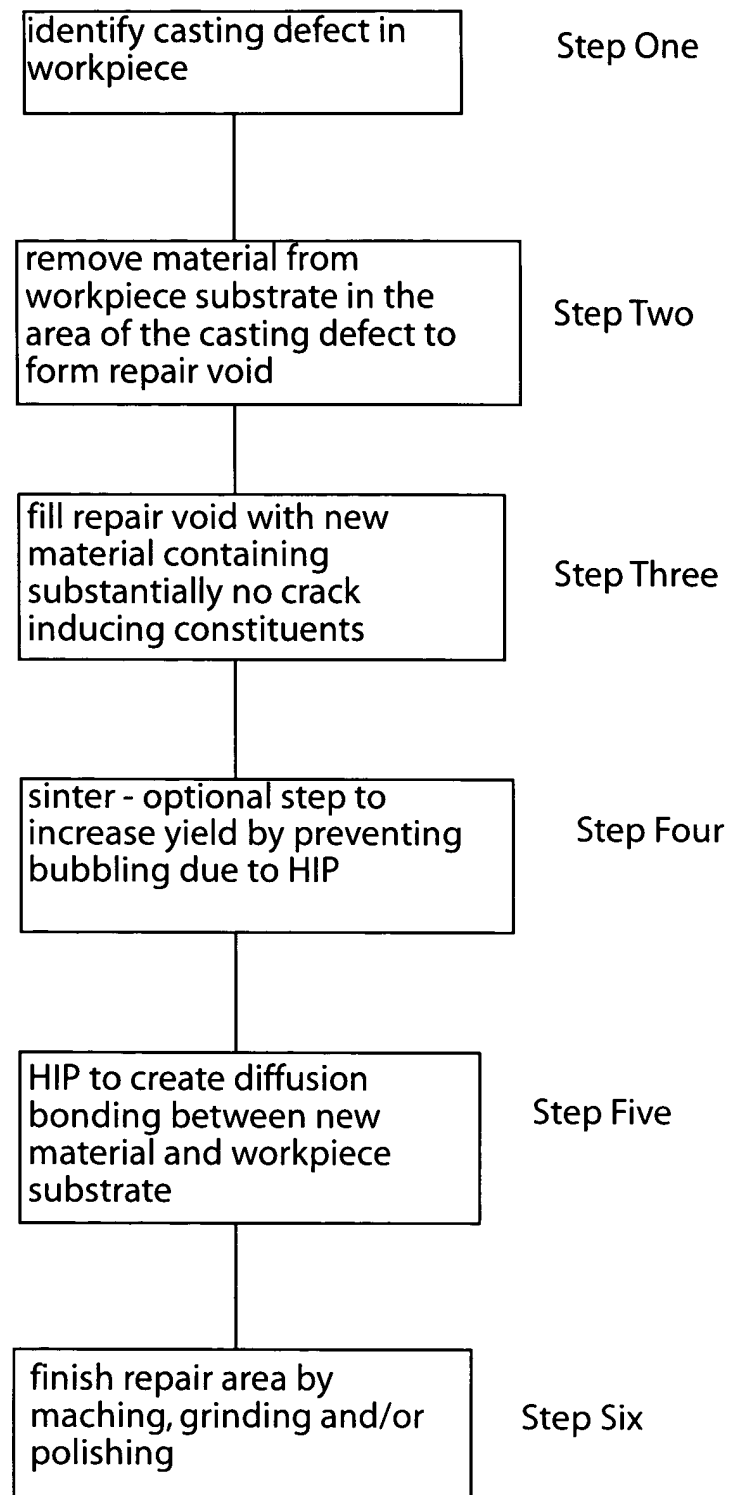 identify casting defect in
workpiece
Step One
remove material from
workpiece substrate in the
area of the casting defect to
form repair void
Step Two
fill repair void with new
material containing
substantially no crack
inducing constituents
Step Three
sinter - optional step to
increase yield by preventing
bubbling due to HIP
Step Four
HIP to create diffusion
bonding between new
material and workpiece
substrate
Step Five
finish repair area by
maching, grinding and/or
polishing
Step Six